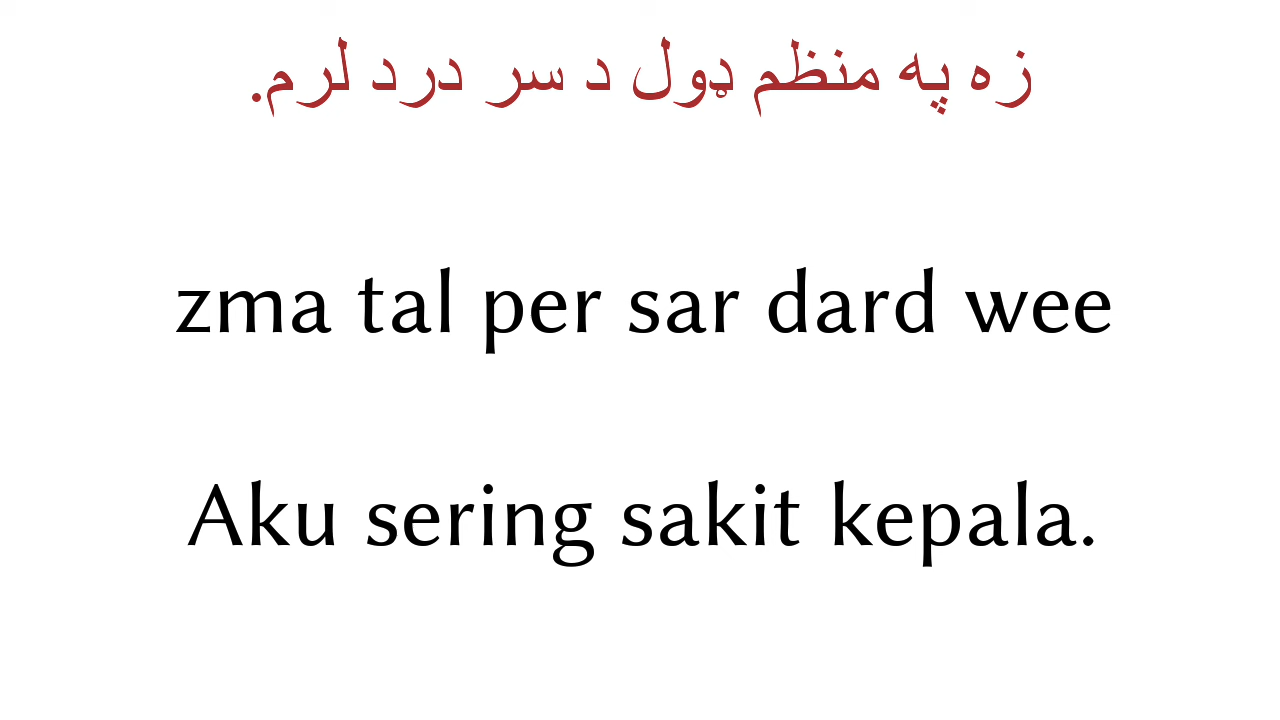 زه په منظم ډول د سر درد لرم.
zma tal per sar dard wee
Aku sering sakit kepala.